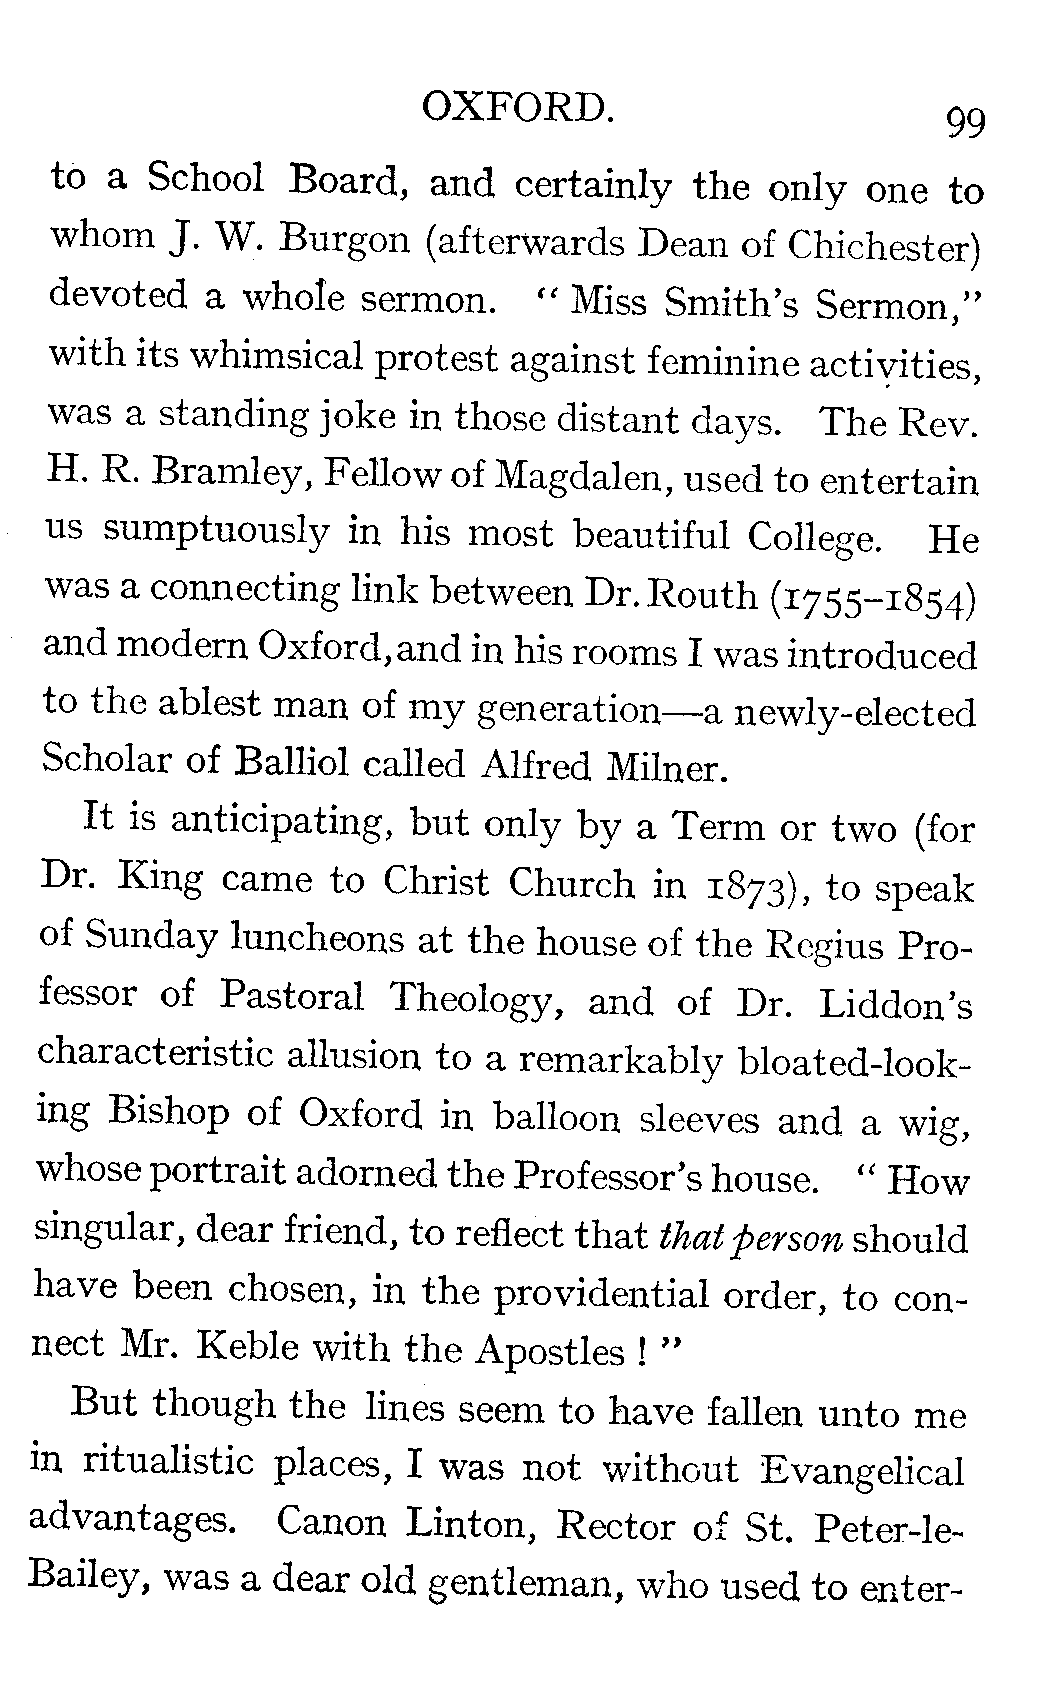 OXFORD.
99
to a School Board, and certainly the only one to
whom J. W. Burgon (afterwards Dean of Chichester)
devoted a whole sermon. “ Miss Smith’s Sermon,”
with its whimsical protest against feminine activities,
was a standing joke in those distant days. The Rev.
H. R. Bramley, Fellow of Magdalen, used to entertain
us sumptuously in his most beautiful College. He
was a connecting link between Dr. Routh (1755–1854)
and modern Oxford, and in his rooms I was introduced
to the ablest man of my generation—a newly-elected
Scholar of Balliol called Alfred Milner.
It is anticipating, but only by a Term or two (for
Dr. King came to Christ Church in 1873), to speak
of Sunday luncheons at the house of the Regius Pro-
fessor of Pastoral Theology, and of Dr. Liddon’s
characteristic allusion to a remarkably bloated-look-
ing Bishop of Oxford in balloon sleeves and a wig,
whose portrait adorned the Professor’s house. “ How
singular, dear friend, to reflect that that person should
have been chosen, in the providential order, to con-
nect Mr. Keble with the Apostles ! ”
But though the lines seem to have fallen unto me
in ritualistic places, I was not without Evangelical
advantages. Canon Linton, Rector of St. Peter-le-
Bailey, was a dear old gentleman, who used to enter-